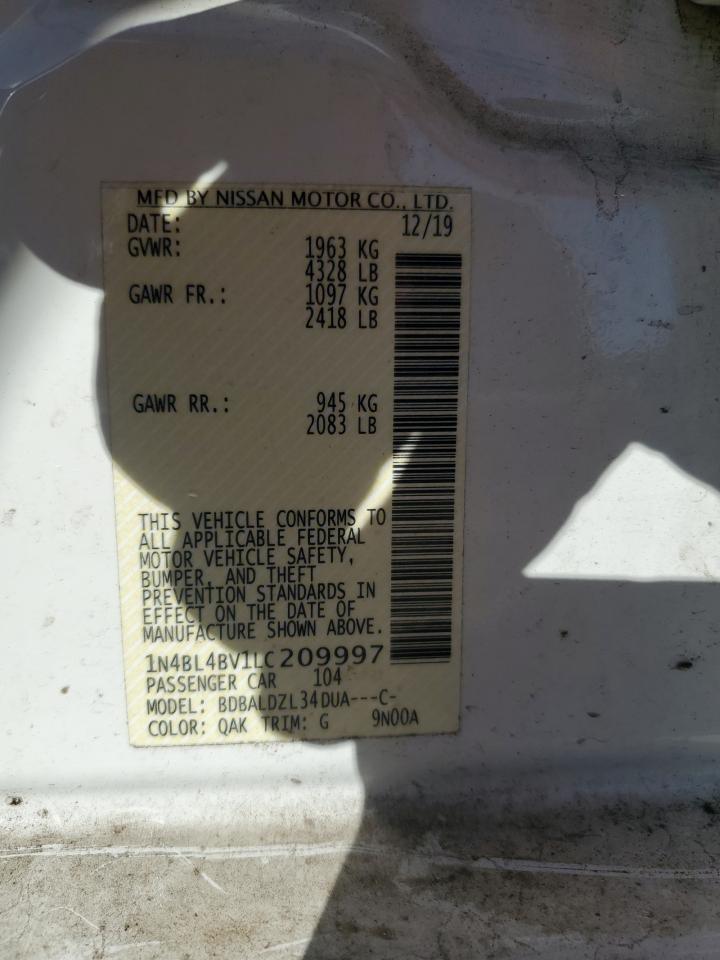 MFD BY NISSAN MOTOR CO., LTD.
DATE: 12/19
GVWR: 1963 KG
4328 LB
GAWR FR.: 1097 KG
2418 LB
GAWR RR.: 945 KG
2083 LB
THIS VEHICLE CONFORMS TO
ALL APPLICABLE FEDERAL
MOTOR VEHICLE SAFETY,
BUMPER, AND THEFT
PREVENTION STANDARDS IN
EFFECT ON THE DATE OF
MANUFACTURE SHOWN ABOVE.
1N4BL4BV1LC209997
PASSENGER CAR 104
MODEL: BDBALDZL34DUA---C-
COLOR: QAK TRIM: G 9N00A